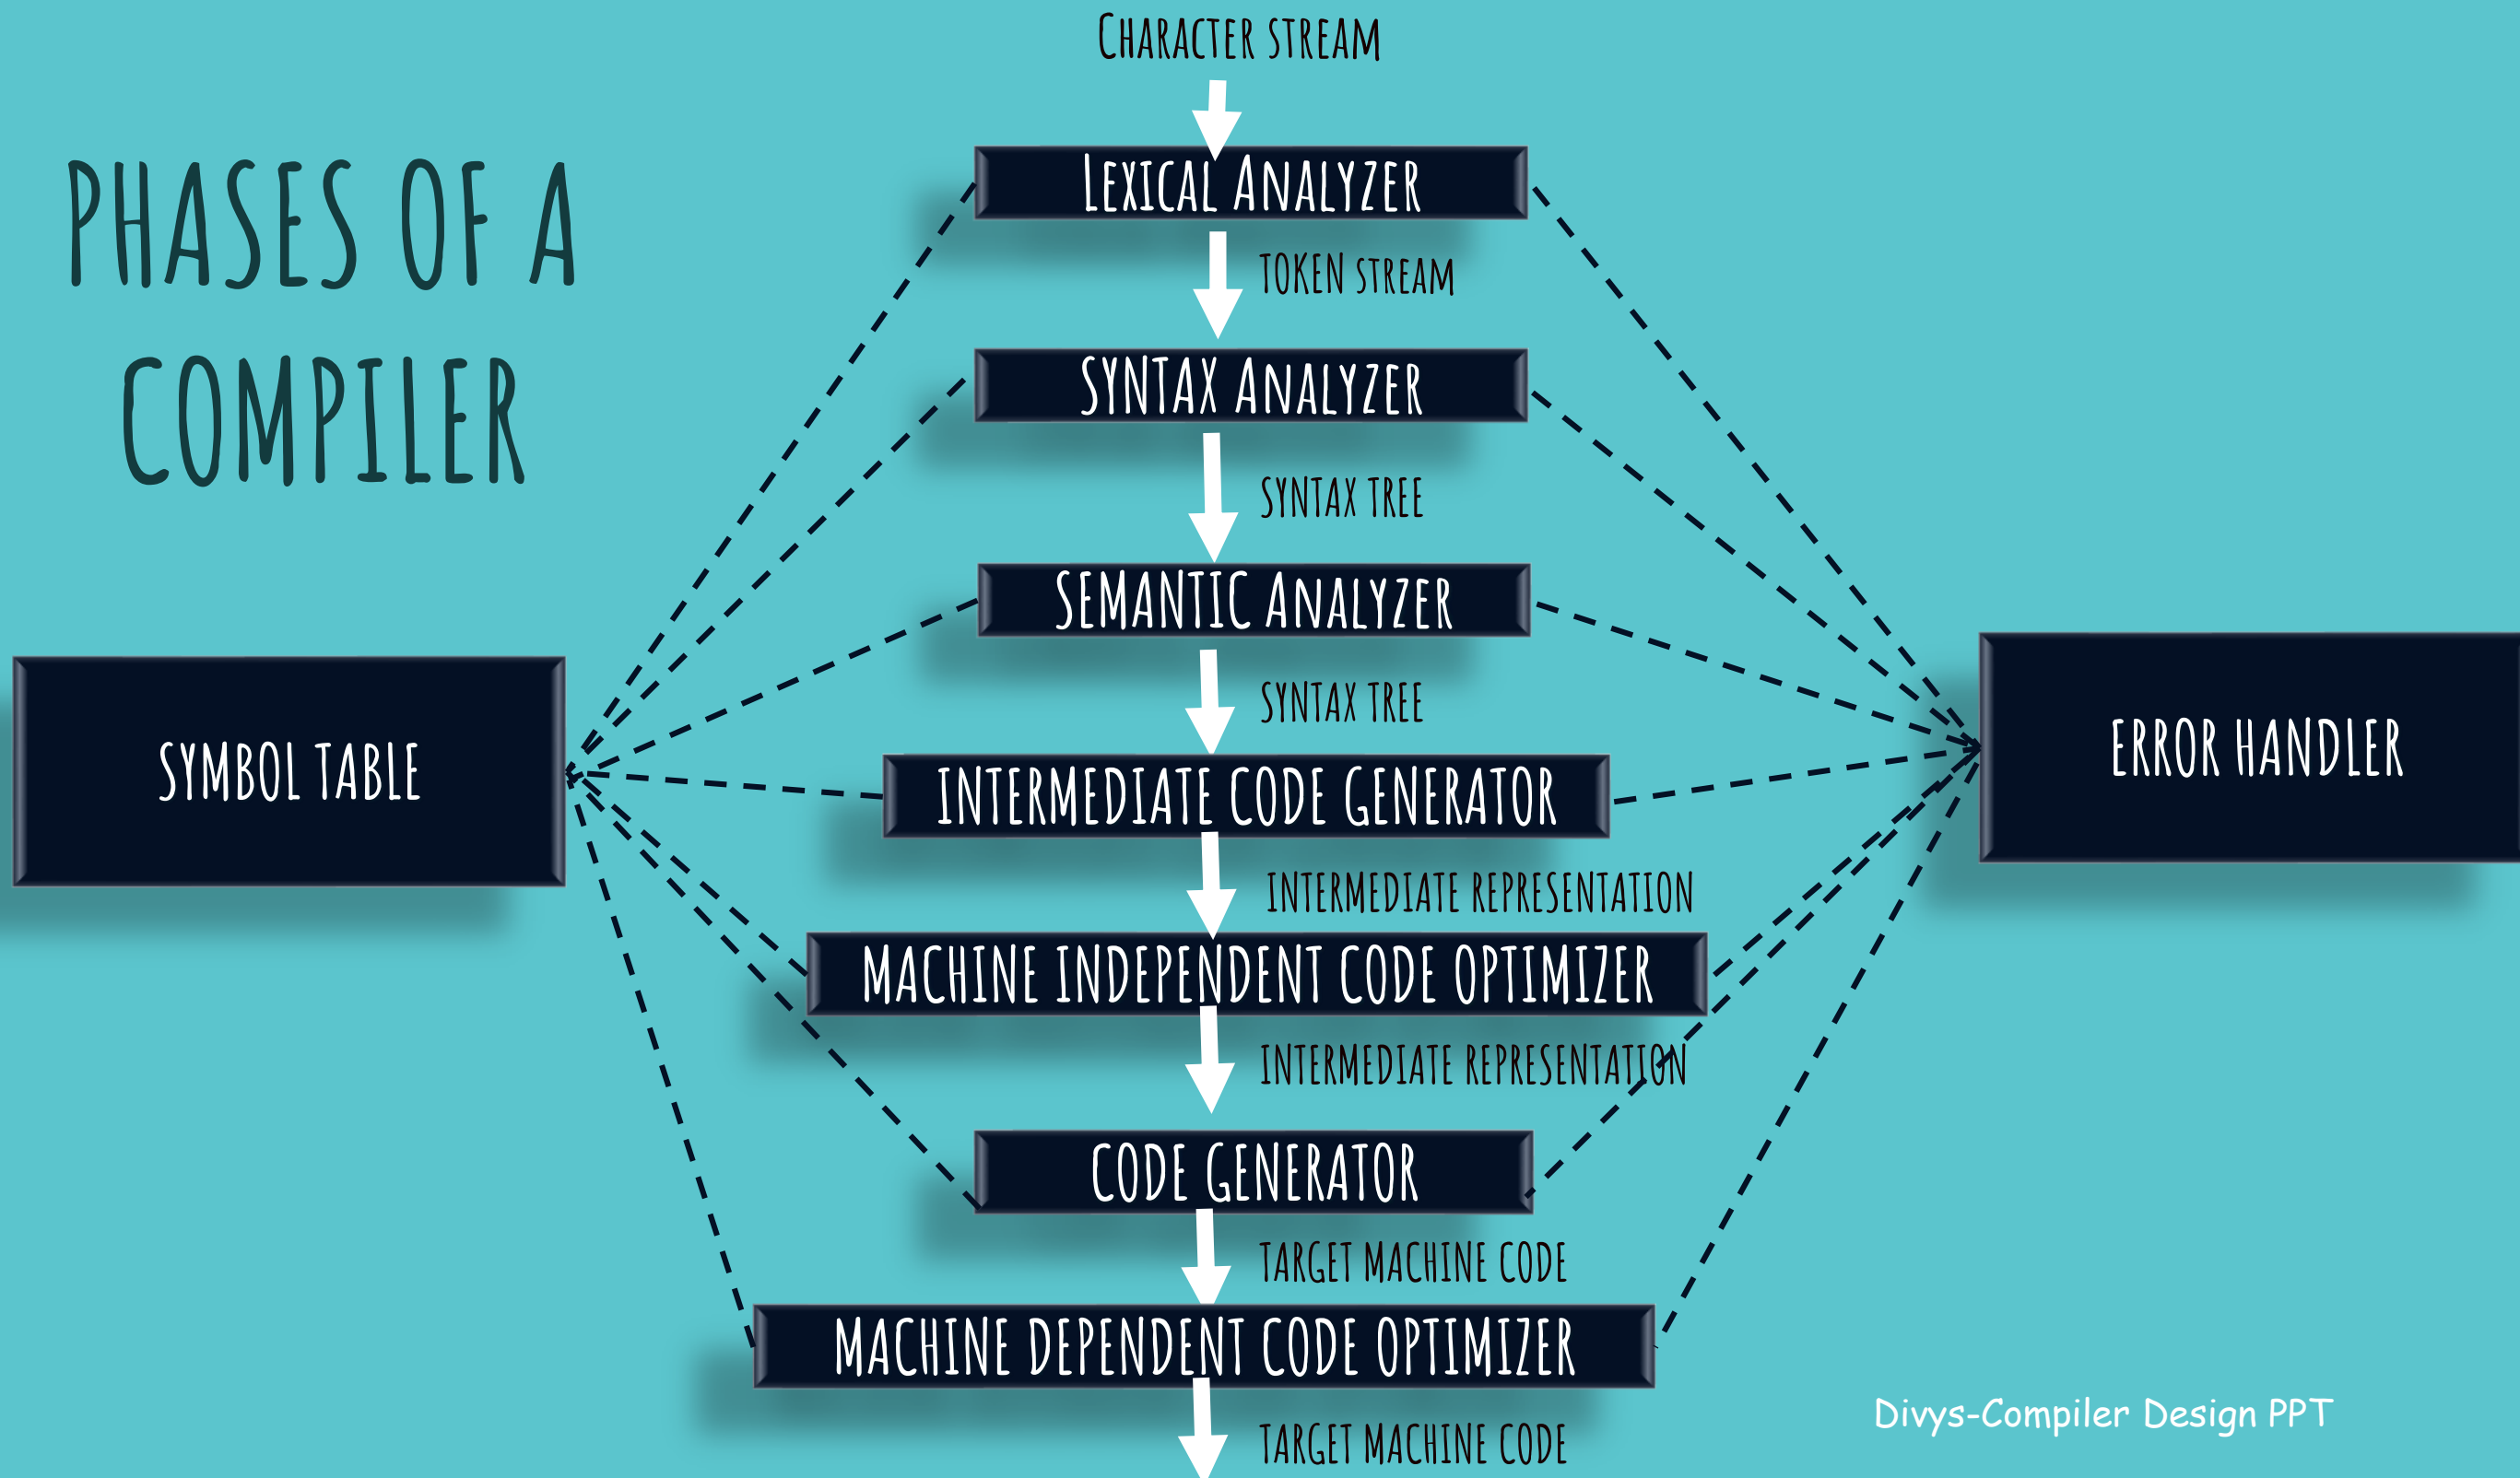 Character stream
PHASES OF A
COMPILER
Lexical Analyzer
TOKEN stream
SYNTAX Analyzer
SYNTAX TREE
SEMANTIC Analyzer
SYNTAX TREE
SYMBOL TABLE
ERROR HANDLER
INTERMEDIATE CODE GENERATOR
INTERMEDIATE REPRESENTATION
MACHINE INDEPENDENT CODE OPTIMIZER
INTERMEDIATE REPRESENTATION
CODE GENERATOR
TARGET MACHINE CODE
MACHINE DEPENDENT CODE OPTIMIZER
TARGET MACHINE CODE
Divys-Compiler Design PPT